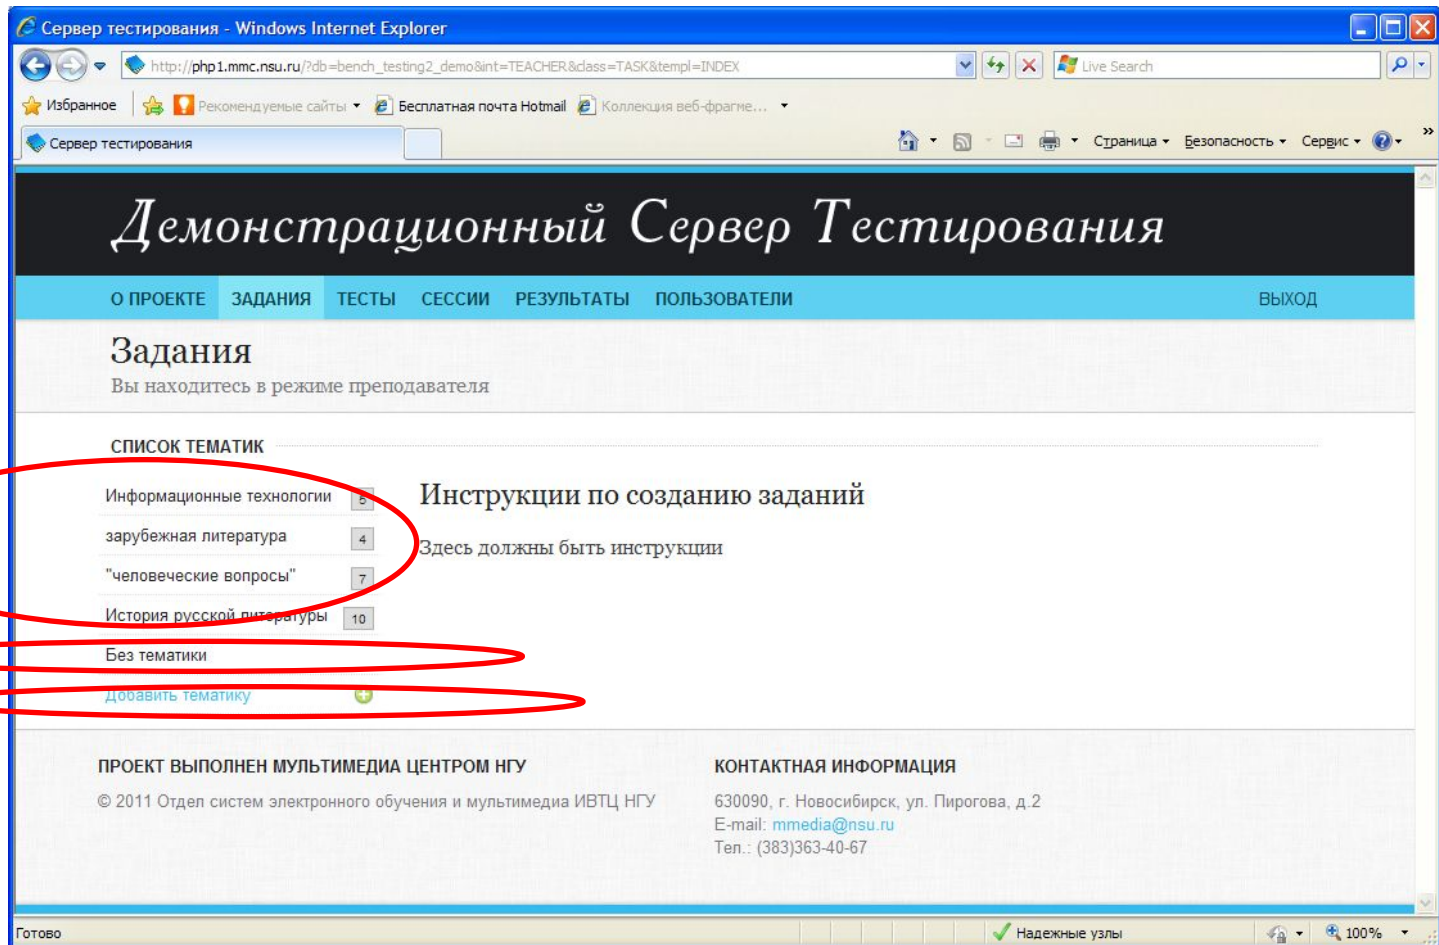 Сервер тестирования - Windows Internet Explorer
http://php1.mmc.nsu.ru/?db=bench_testing2_demo&int=TEACHER&class=TASK&templ=INDEX
Live Search
Избранное
Рекомендуемые сайты
Бесплатная почта Hotmail
Коллекция веб-фрагме...
Сервер тестирования
Страница
Безопасность
Сервис
»
Демонстрационный Сервер Тестирования
О ПРОЕКТЕ ЗАДАНИЯ ТЕСТЫ СЕССИИ РЕЗУЛЬТАТЫ ПОЛЬЗОВАТЕЛИ ВЫХОД
Задания
Вы находитесь в режиме преподавателя
СПИСОК ТЕМАТИК
Информационные технологии 5
зарубежная литература 4
"человеческие вопросы" 7
История русской литературы 10
Без тематики
Добавить тематику
Инструкции по созданию заданий
Здесь должны быть инструкции
ПРОЕКТ ВЫПОЛНЕН МУЛЬТИМЕДИА ЦЕНТРОМ НГУ
© 2011 Отдел систем электронного обучения и мультимедиа ИВТЦ НГУ
КОНТАКТНАЯ ИНФОРМАЦИЯ
630090, г. Новосибирск, ул. Пирогова, д.2
E-mail: mmedia@nsu.ru
Тел.: (383)363-40-67
Готово
Надежные узлы
100%